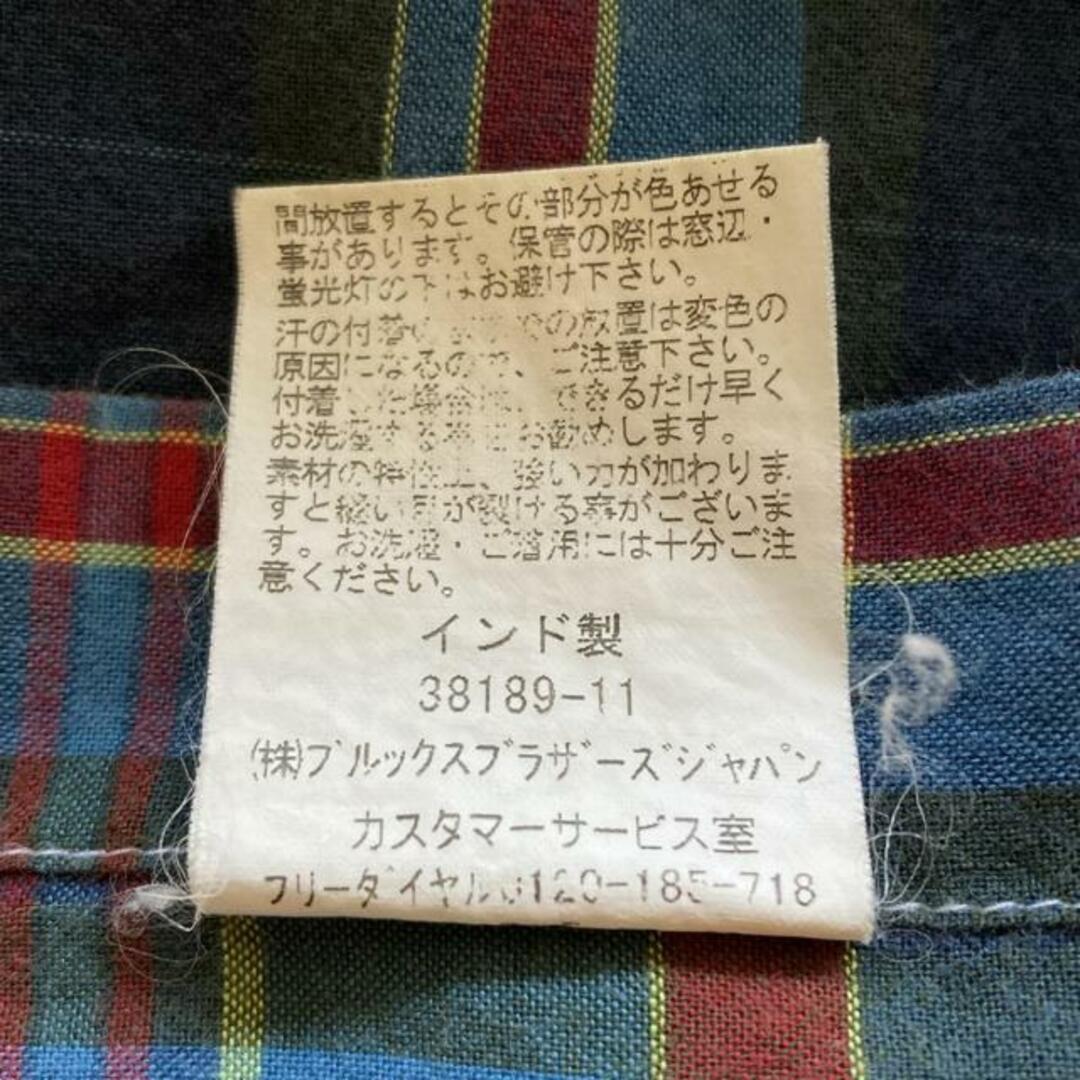 間放置するとその部分が色あせる
事があります。保管の際は窓辺・
蛍光灯の下はお避け下さい。
汗の付着の放置は変色の
原因になるので、ご注意下さい。
付着した場合は、できるだけ早く
お洗濯する事をお勧めします。
素材の特性上、強い力が加わりま
すと縫い目が裂ける事がございま
す。お洗濯・ご着用には十分ご注
意ください。
インド製
38189-11
(株)ブルックスブラザーズジャパン
カスタマーサービス室
フリーダイヤル0120-185-718